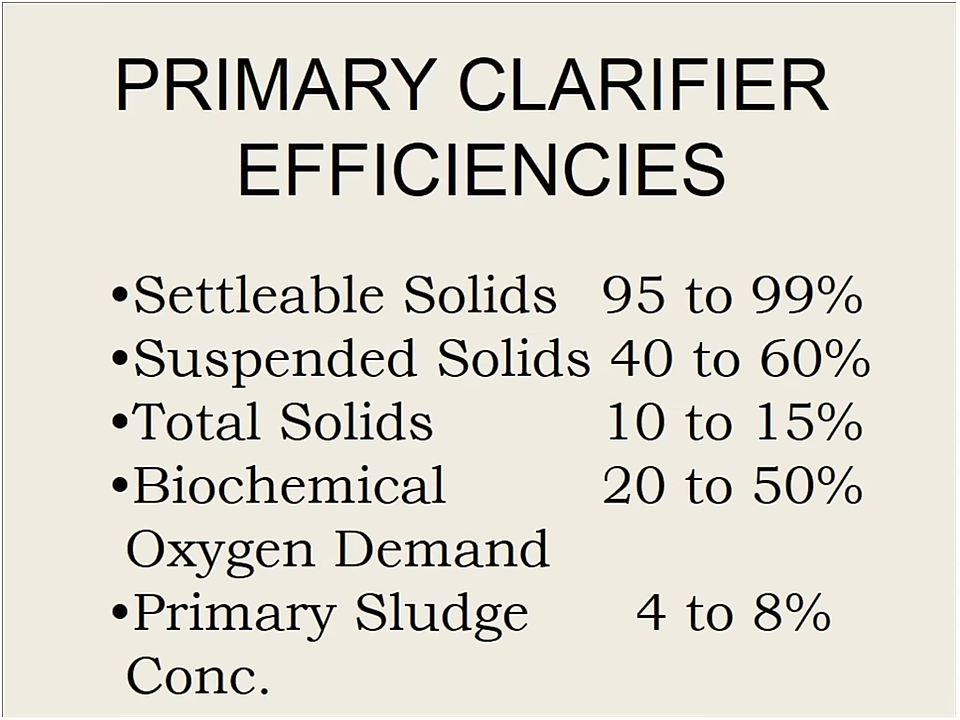 PRIMARY CLARIFIER
EFFICIENCIES
•Settleable Solids 95 to 99%
•Suspended Solids 40 to 60%
•Total Solids 10 to 15%
•Biochemical 20 to 50%
Oxygen Demand
•Primary Sludge 4 to 8%
Conc.